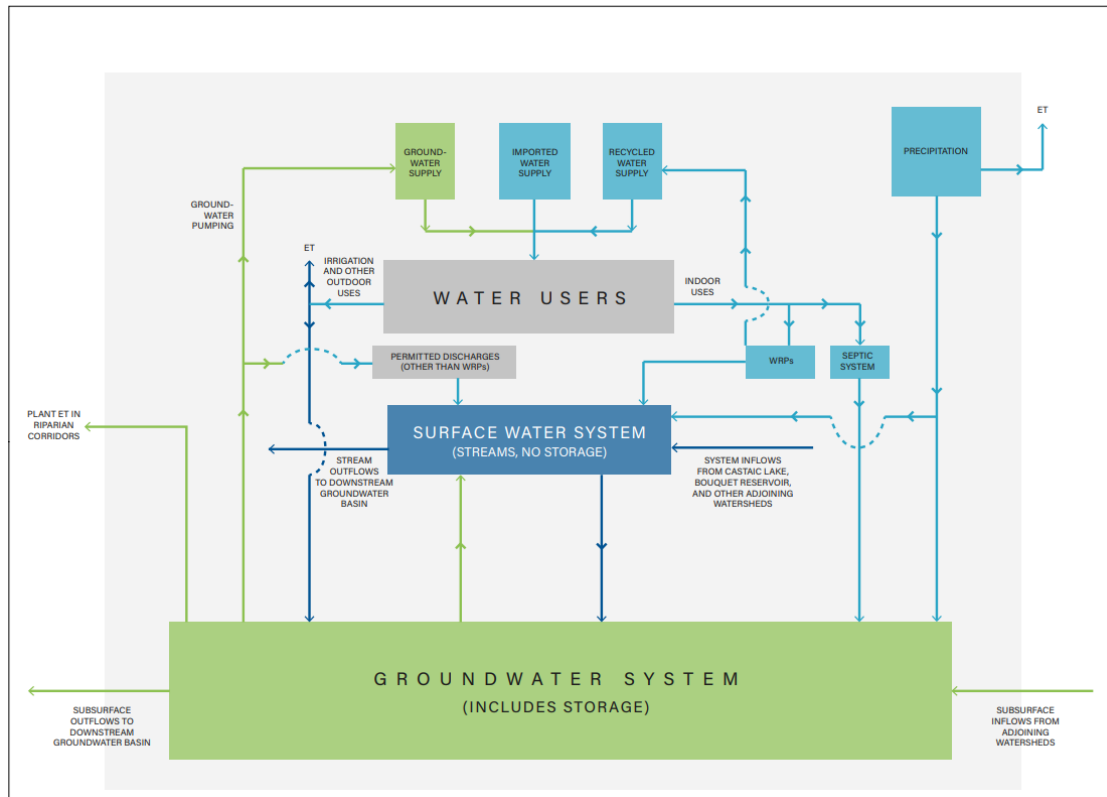 GROUND-
WATER
SUPPLY
IMPORTED
WATER
SUPPLY
RECYCLED
WATER
SUPPLY
PRECIPITATION
ET
GROUND-
WATER
PUMPING
ET
IRRIGATION
AND OTHER
OUTDOOR
USES
WATER USERS
INDOOR
USES
PERMITTED DISCHARGES
(OTHER THAN WRPs)
WRPs
SEPTIC
SYSTEM
PLANT ET IN
RIPARIAN
CORRIDORS
SURFACE WATER SYSTEM
(STREAMS, NO STORAGE)
STREAM
OUTFLOWS
TO DOWNSTREAM
GROUNDWATER
BASIN
SYSTEM INFLOWS
FROM CASTAIC LAKE,
BOUQUET RESERVOIR,
AND OTHER ADJOINING
WATERSHEDS
GROUNDWATER SYSTEM
(INCLUDES STORAGE)
SUBSURFACE
OUTFLOWS TO
DOWNSTREAM
GROUNDWATER BASIN
SUBSURFACE
INFLOWS FROM
ADJOINING
WATERSHEDS